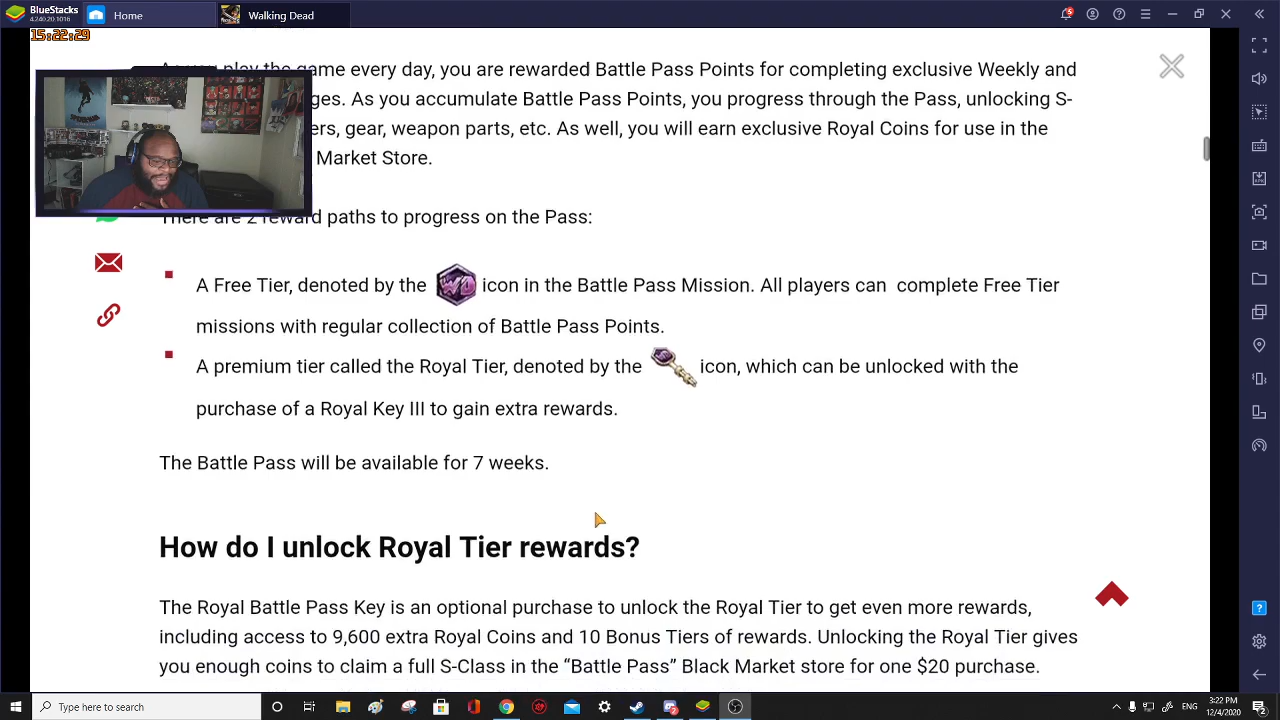 BlueStacks
4.240.20.1016
Home
Walking Dead
5
15:22:29
play the game every day, you are rewarded Battle Pass Points for completing exclusive Weekly and
ges. As you accumulate Battle Pass Points, you progress through the Pass, unlocking S-
ers, gear, weapon parts, etc. As well, you will earn exclusive Royal Coins for use in the
Market Store.
There are 2 reward paths to progress on the Pass:
A Free Tier, denoted by the WD icon in the Battle Pass Mission. All players can complete Free Tier
missions with regular collection of Battle Pass Points.
A premium tier called the Royal Tier, denoted by the icon, which can be unlocked with the
purchase of a Royal Key III to gain extra rewards.
The Battle Pass will be available for 7 weeks.
How do I unlock Royal Tier rewards?
The Royal Battle Pass Key is an optional purchase to unlock the Royal Tier to get even more rewards,
including access to 9,600 extra Royal Coins and 10 Bonus Tiers of rewards. Unlocking the Royal Tier gives
you enough coins to claim a full S-Class in the “Battle Pass” Black Market store for one $20 purchase.
Type here to search
3:22 PM
12/4/2020
2